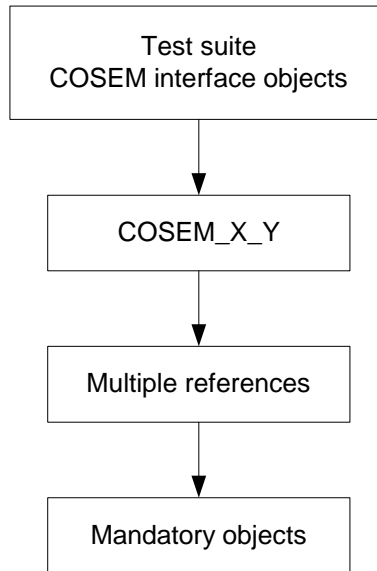 Test suite
COSEM interface objects
COSEM_X_Y
Multiple references
Mandatory objects